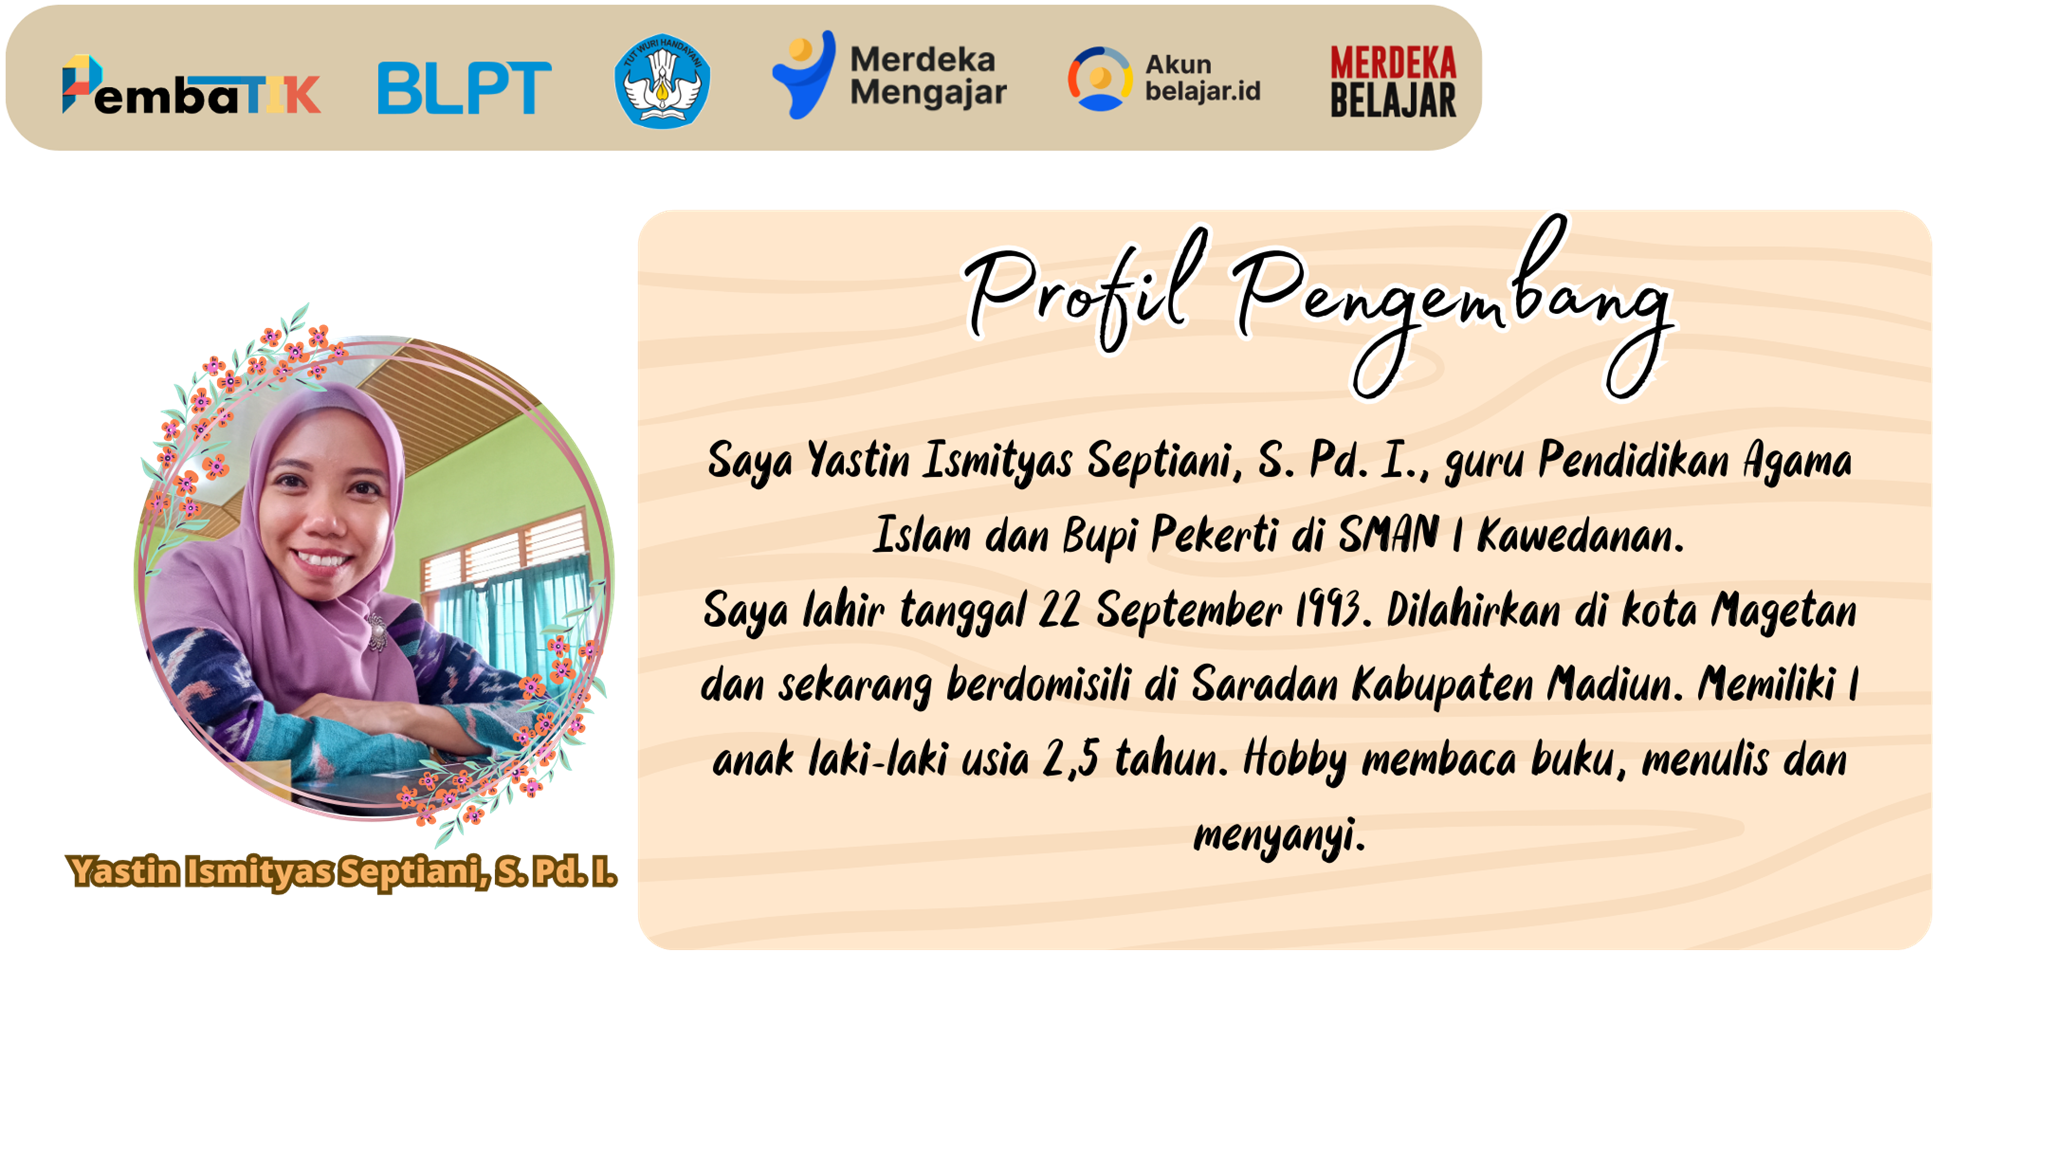 PembaTIK
BLPT
TUT WURI HANDAYANI
Merdeka
Mengajar
Akun
belajar.id
MERDEKA
BELAJAR
Profil Pengembang
Saya Yastin Ismityas Septiani, S. Pd. I., guru Pendidikan Agama
Islam dan Bupi Pekerti di SMAN 1 Kawedanan.
Saya lahir tanggal 22 September 1993. Dilahirkan di kota Magetan
dan sekarang berdomisili di Saradan Kabupaten Madiun. Memiliki 1
anak laki-laki usia 2,5 tahun. Hobby membaca buku, menulis dan
menyanyi.
Yastin Ismityas Septiani, S. Pd. I.